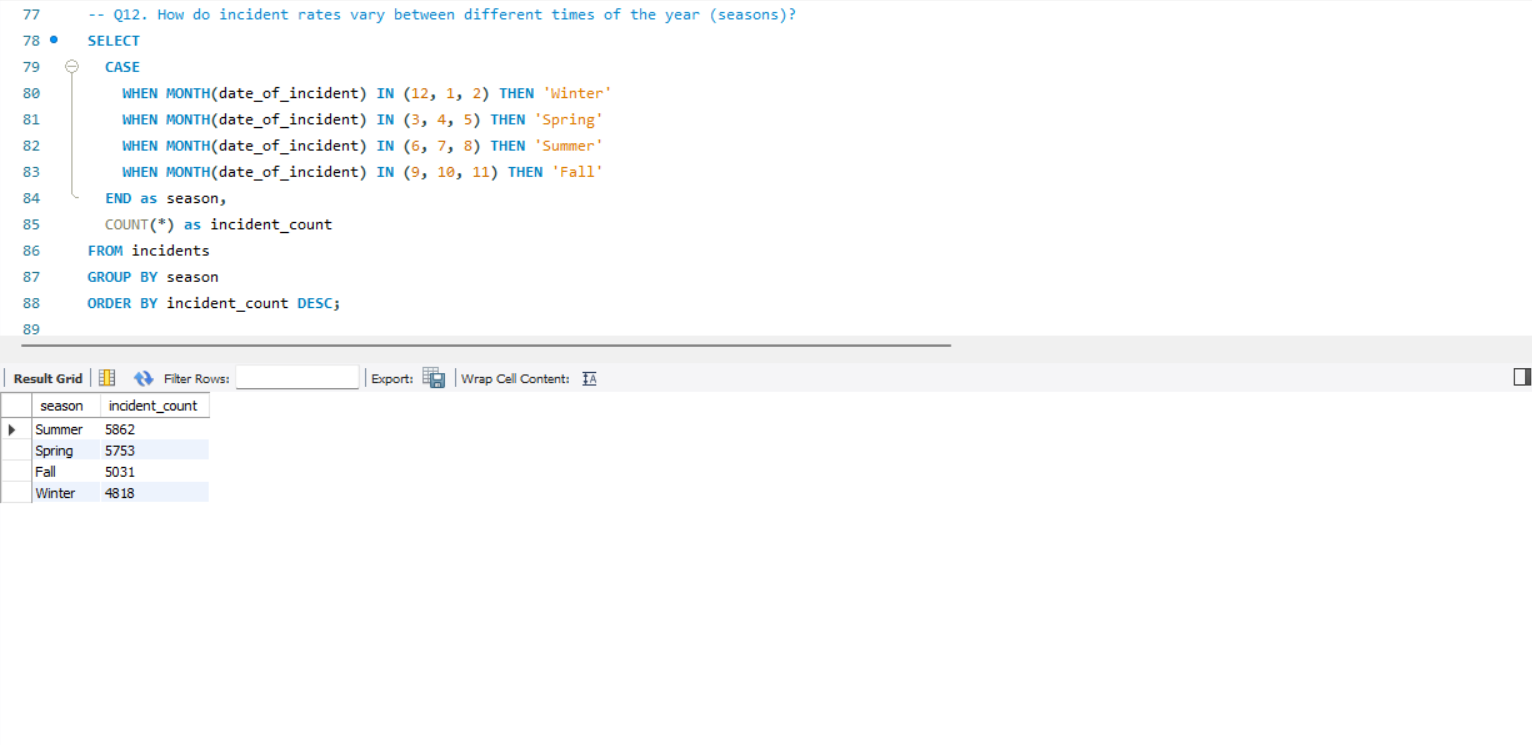 77 -- Q12. How do incident rates vary between different times of the year (seasons)?
78 SELECT
79 CASE
80 WHEN MONTH(date_of_incident) IN (12, 1, 2) THEN 'Winter'
81 WHEN MONTH(date_of_incident) IN (3, 4, 5) THEN 'Spring'
82 WHEN MONTH(date_of_incident) IN (6, 7, 8) THEN 'Summer'
83 WHEN MONTH(date_of_incident) IN (9, 10, 11) THEN 'Fall'
84 END as season,
85 COUNT(*) as incident_count
86 FROM incidents
87 GROUP BY season
88 ORDER BY incident_count DESC;
89
Result Grid Filter Rows: Export: Wrap Cell Content: IA
season incident_count
Summer 5862
Spring 5753
Fall 5031
Winter 4818